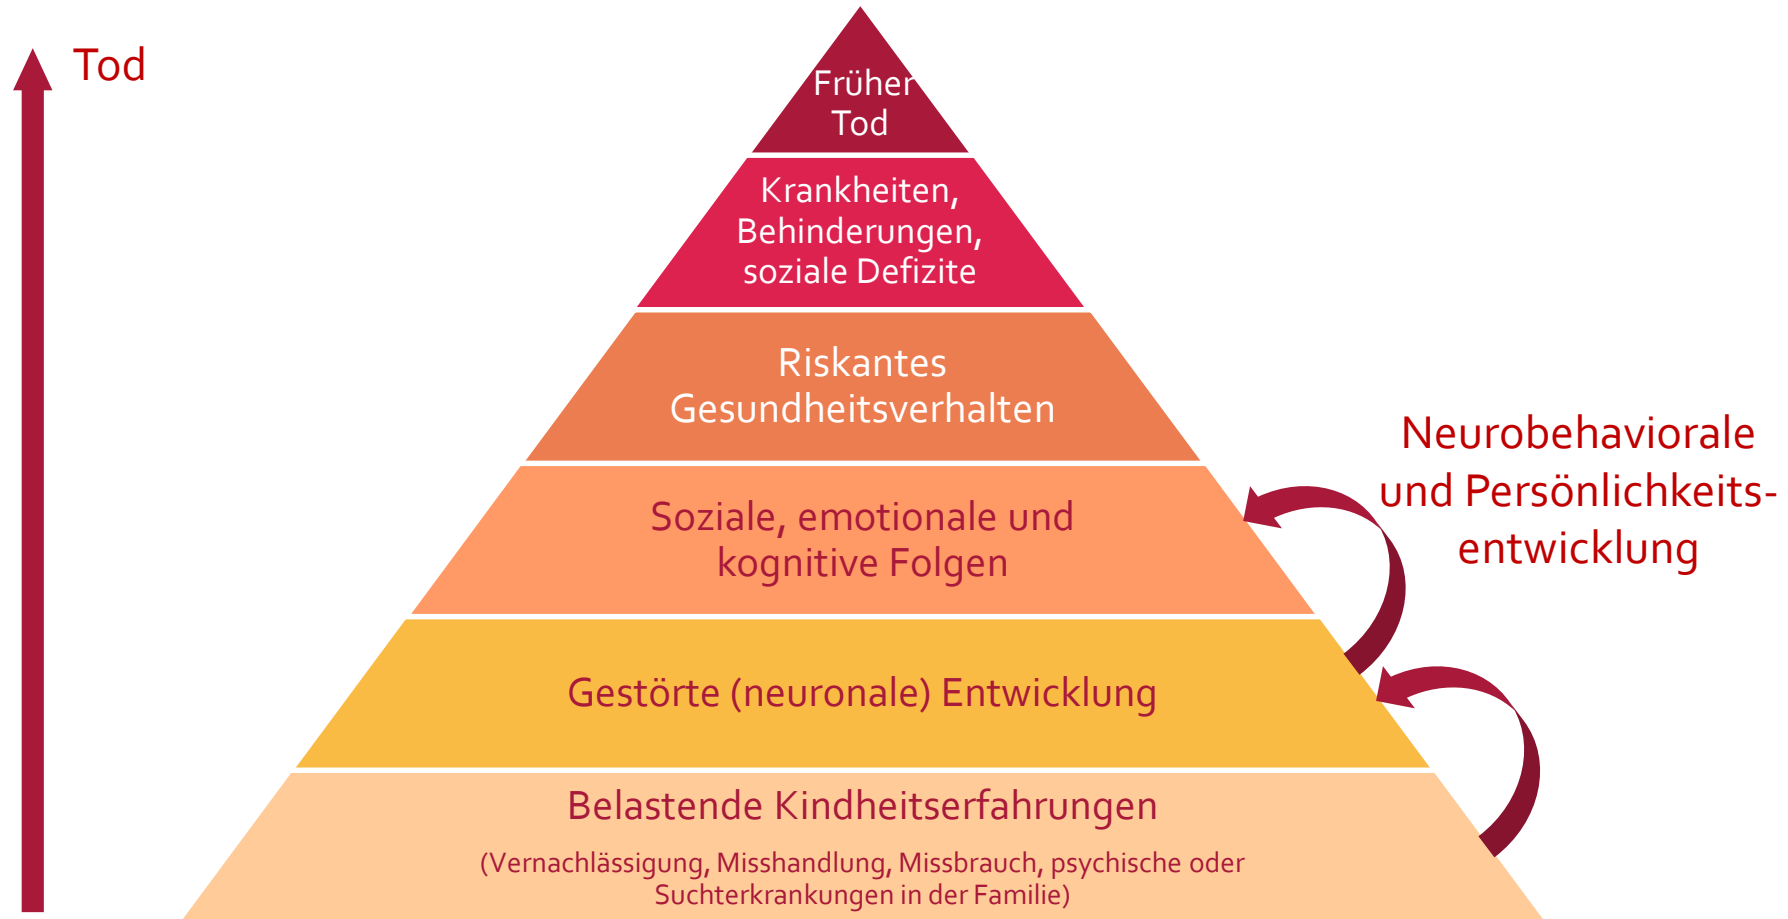 Tod
Früher
Tod
Krankheiten,
Behinderungen,
soziale Defizite
Riskantes
Gesundheitsverhalten
Soziale, emotionale und
kognitive Folgen
Neurobehaviorale
und Persönlichkeits-
entwicklung
Gestörte (neuronale) Entwicklung
Belastende Kindheitserfahrungen
(Vernachlässigung, Misshandlung, Missbrauch, psychische oder
Suchterkrankungen in der Familie)